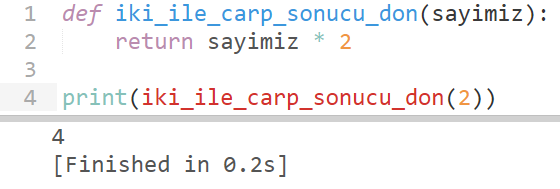 1 def iki_ile_carp_sonucu_don(sayimiz):
2     return sayimiz * 2
3
4 print(iki_ile_carp_sonucu_don(2))
4
[Finished in 0.2s]